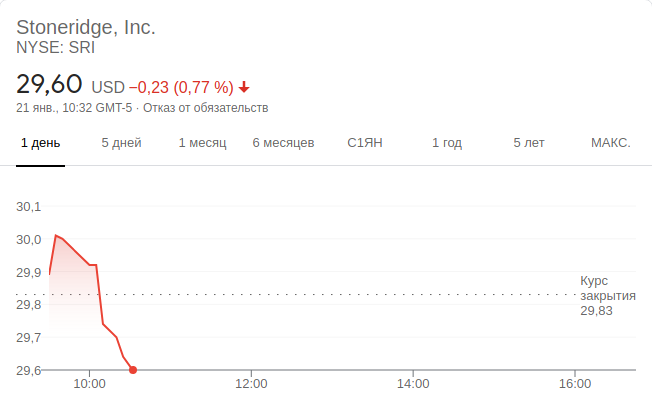 Stoneridge, Inc.
NYSE: SRI
29,60 USD −0,23 (0,77 %)
21 янв., 10:32 GMT-5 · Отказ от обязательств
1 день 5 дней 1 месяц 6 месяцев С1ЯН 1 год 5 лет МАКС.
30,1
30,0
29,9
29,8
29,7
29,6
Курс
закрытия
29,83
10:00 12:00 14:00 16:00